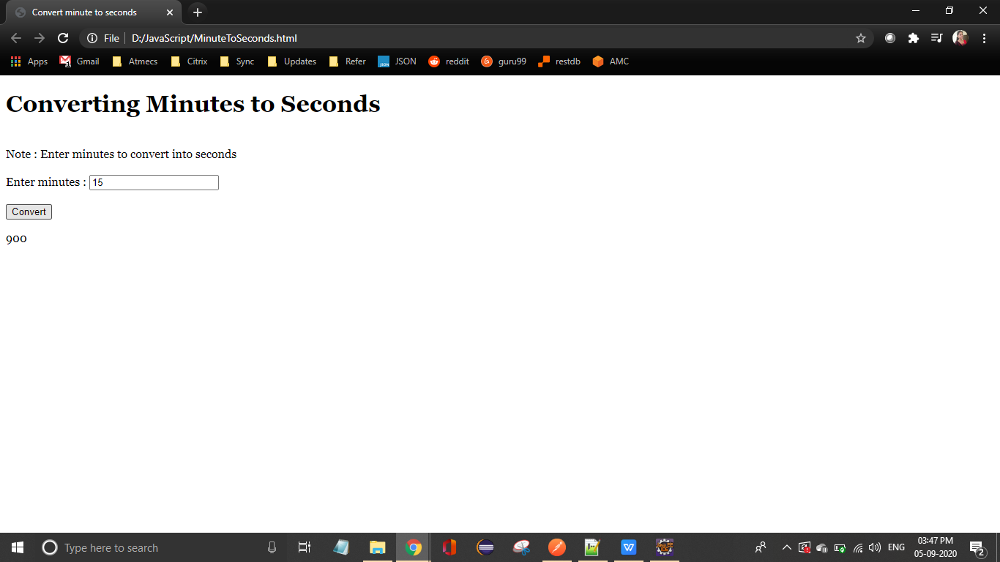 Convert minute to seconds
File D:/JavaScript/MinuteToSeconds.html
Apps Gmail Atmecs Citrix Sync Updates Refer JSON reddit guru99 restdb AMC
Converting Minutes to Seconds
Note : Enter minutes to convert into seconds
Enter minutes : 15
Convert
900
Type here to search
ENG
03:47 PM
05-09-2020
2